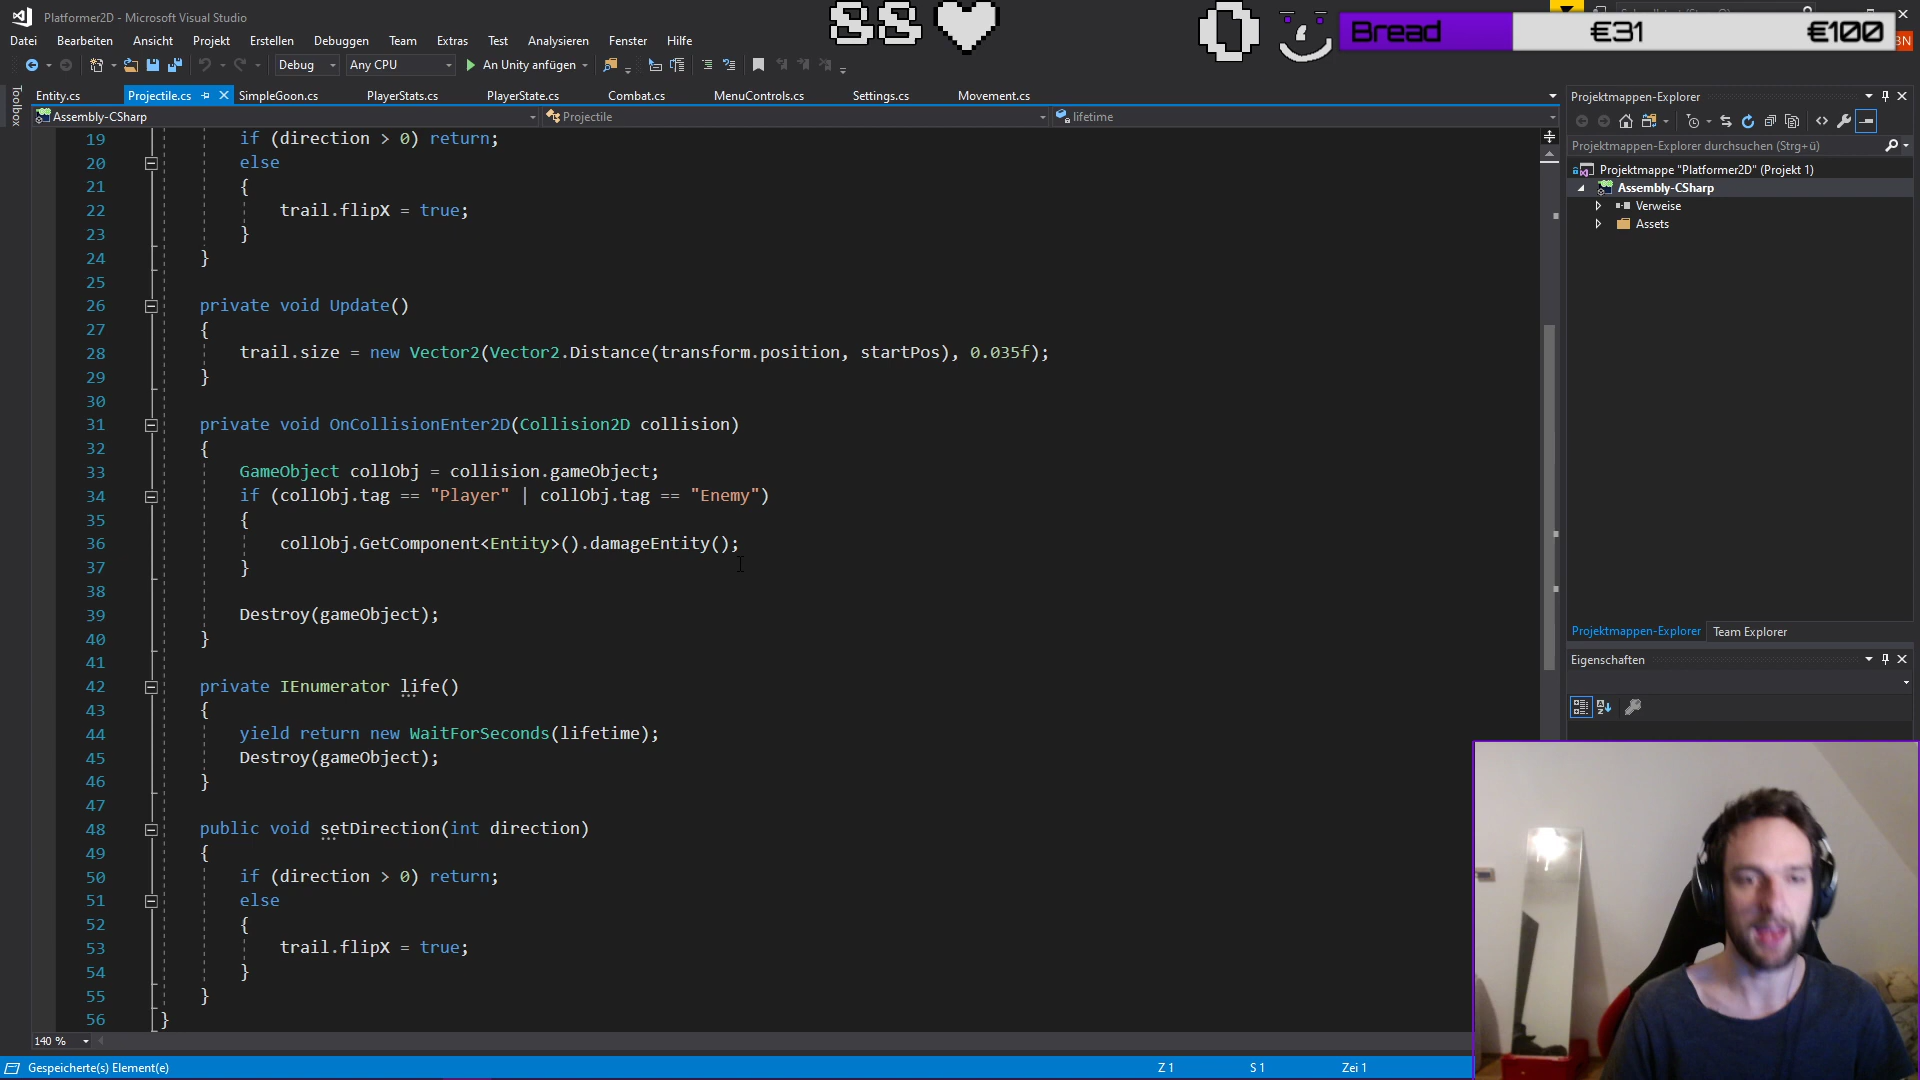 Platformer2D - Microsoft Visual Studio
Datei Bearbeiten Ansicht Projekt Erstellen Debuggen Team Extras Test Analysieren Fenster Hilfe
Debug Any CPU An Unity anfügen
Bread €31 €100
Toolbox
Entity.cs Projectile.cs SimpleGoon.cs PlayerStats.cs PlayerState.cs Combat.cs MenuControls.cs Settings.cs Movement.cs
Assembly-CSharp Projectile lifetime
19 if (direction > 0) return;
20 else
21 {
22 trail.flipX = true;
23 }
24 }
25
26 private void Update()
27 {
28 trail.size = new Vector2(Vector2.Distance(transform.position, startPos), 0.035f);
29 }
30
31 private void OnCollisionEnter2D(Collision2D collision)
32 {
33 GameObject collObj = collision.gameObject;
34 if (collObj.tag == "Player" | collObj.tag == "Enemy")
35 {
36 collObj.GetComponent<Entity>().damageEntity();
37 }
38
39 Destroy(gameObject);
40 }
41
42 private IEnumerator life()
43 {
44 yield return new WaitForSeconds(lifetime);
45 Destroy(gameObject);
46 }
47
48 public void setDirection(int direction)
49 {
50 if (direction > 0) return;
51 else
52 {
53 trail.flipX = true;
54 }
55 }
56 }
140 %
Gespeicherte(s) Element(e) Z 1 S 1 Zei 1
Projektmappen-Explorer
Projektmappen-Explorer durchsuchen (Strg+ü)
Projektmappe "Platformer2D" (Projekt 1)
Assembly-CSharp
Verweise
Assets
Projektmappen-Explorer Team Explorer
Eigenschaften